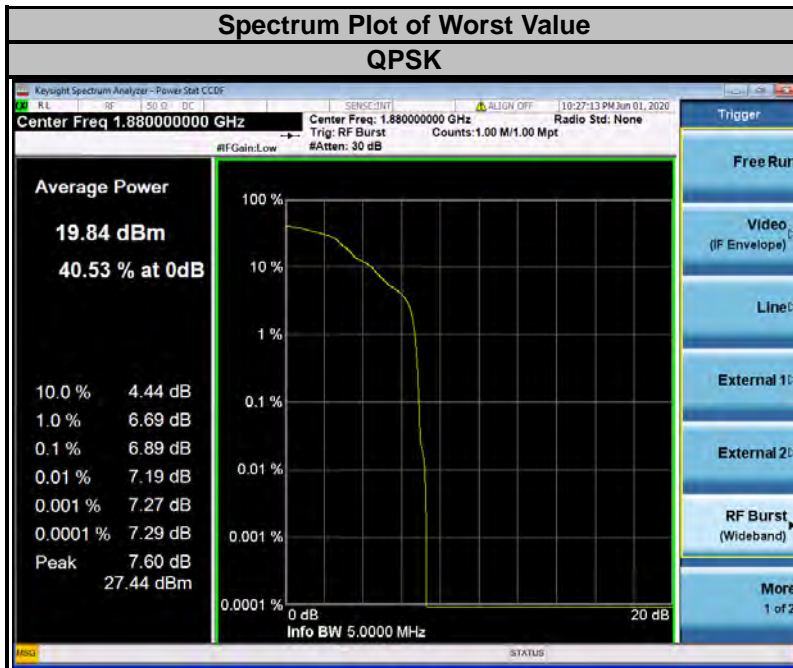 Spectrum Plot of Worst Value
QPSK
Keysight Spectrum Analyzer - Power Stat CCDF
RL RF 50 Ω DC SENSE:INT ALIGN OFF 10:27:13 PM Jun 01, 2020
Center Freq 1.880000000 GHz
Center Freq: 1.880000000 GHz Radio Std: None
Trig: RF Burst Counts:1.00 M/1.00 Mpt
#IFGain:Low #Atten: 30 dB
Trigger
Free Run
Video
(IF Envelope)
Line
External 1
External 2
RF Burst
(Wideband)
More
1 of 2
Average Power
19.84 dBm
40.53 % at 0dB
10.0 % 4.44 dB
1.0 % 6.69 dB
0.1 % 6.89 dB
0.01 % 7.19 dB
0.001 % 7.27 dB
0.0001 % 7.29 dB
Peak 7.60 dB
27.44 dBm
100 %
10 %
1 %
0.1 %
0.01 %
0.001 %
0.0001 %
0 dB 20 dB
Info BW 5.0000 MHz
MSG STATUS